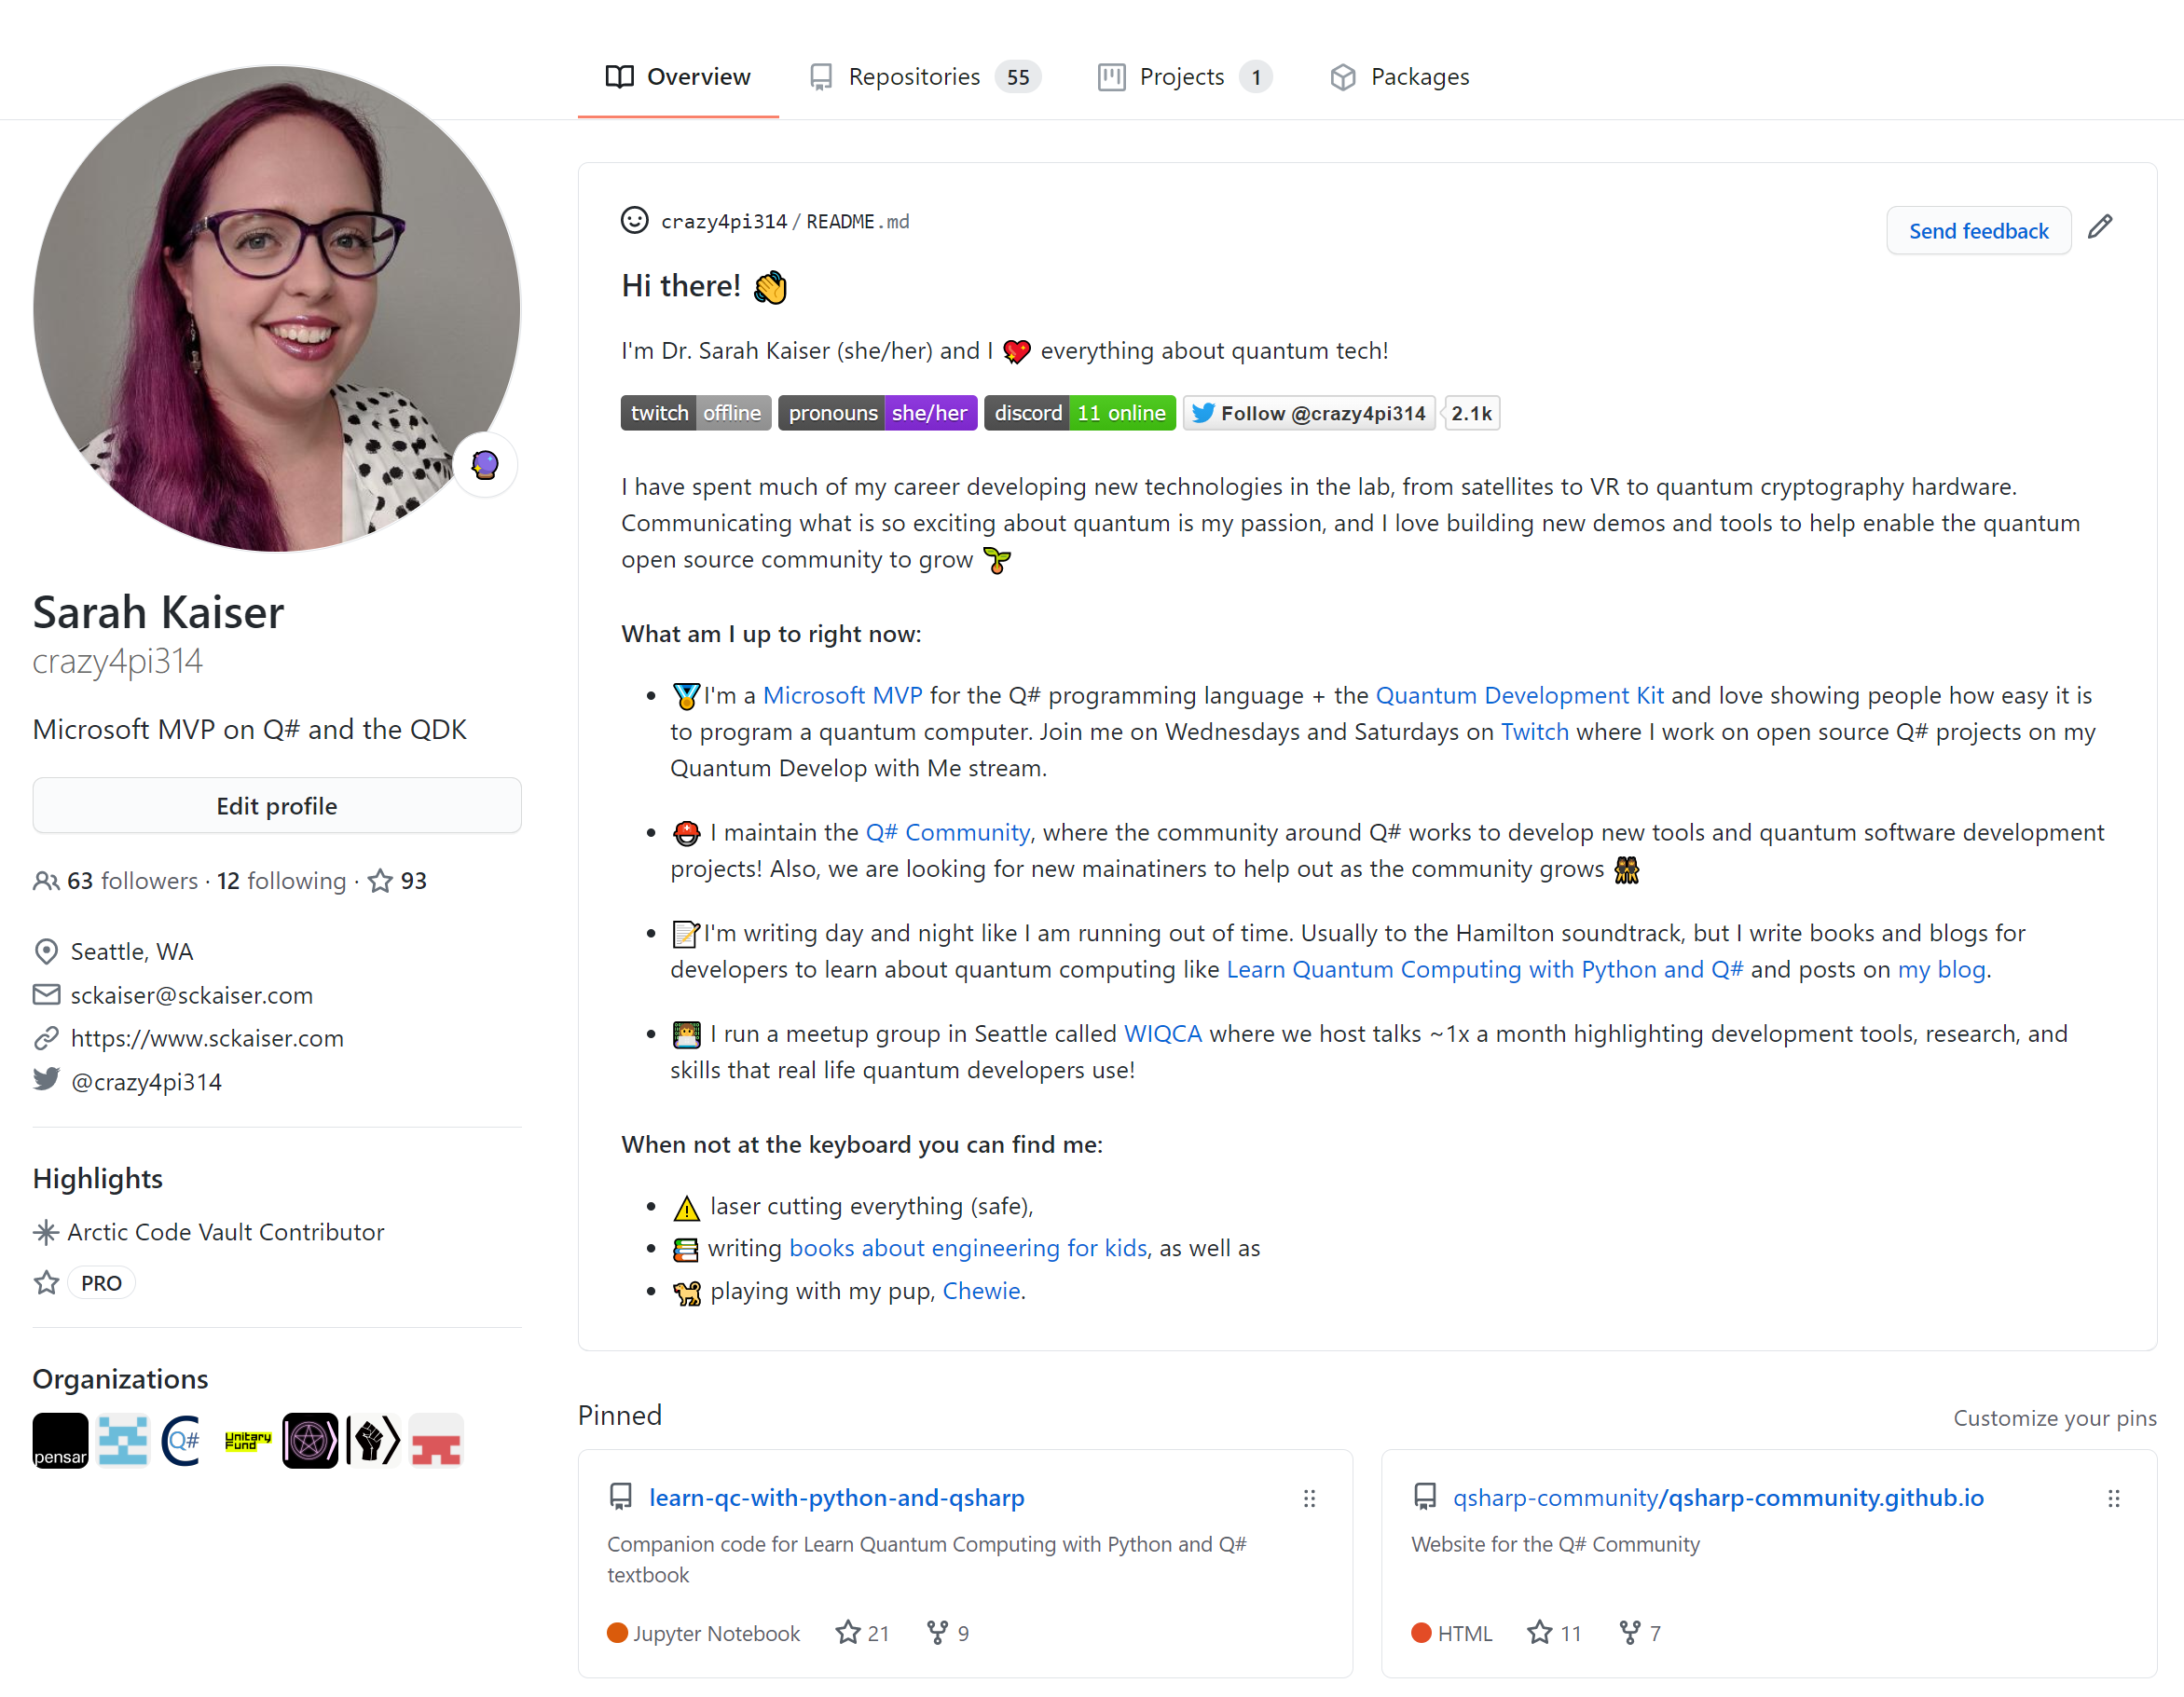 Overview
Repositories 55
Projects 1
Packages
crazy4pi314/README.md
Send feedback
Hi there! 👋
I'm Dr. Sarah Kaiser (she/her) and I 💖 everything about quantum tech!
twitch offline
pronouns she/her
discord 11 online
Follow @crazy4pi314 2.1k
I have spent much of my career developing new technologies in the lab, from satellites to VR to quantum cryptography hardware.
Communicating what is so exciting about quantum is my passion, and I love building new demos and tools to help enable the quantum
open source community to grow 🌱
What am I up to right now:
🏅I'm a Microsoft MVP for the Q# programming language + the Quantum Development Kit and love showing people how easy it is
to program a quantum computer. Join me on Wednesdays and Saturdays on Twitch where I work on open source Q# projects on my
Quantum Develop with Me stream.
⛑ I maintain the Q# Community, where the community around Q# works to develop new tools and quantum software development
projects! Also, we are looking for new mainatiners to help out as the community grows 👯
📝I'm writing day and night like I am running out of time. Usually to the Hamilton soundtrack, but I write books and blogs for
developers to learn about quantum computing like Learn Quantum Computing with Python and Q# and posts on my blog.
👩‍💻 I run a meetup group in Seattle called WIQCA where we host talks ~1x a month highlighting development tools, research, and
skills that real life quantum developers use!
When not at the keyboard you can find me:
⚠ laser cutting everything (safe),
📚 writing books about engineering for kids, as well as
🐕 playing with my pup, Chewie.
Sarah Kaiser
crazy4pi314
Microsoft MVP on Q# and the QDK
Edit profile
63 followers · 12 following · 93
Seattle, WA
sckaiser@sckaiser.com
https://www.sckaiser.com
@crazy4pi314
Highlights
Arctic Code Vault Contributor
PRO
Organizations
pensar
Q#
Unitary
Fund
Pinned
Customize your pins
learn-qc-with-python-and-qsharp
Companion code for Learn Quantum Computing with Python and Q#
textbook
Jupyter Notebook 21 9
qsharp-community/qsharp-community.github.io
Website for the Q# Community
HTML 11 7